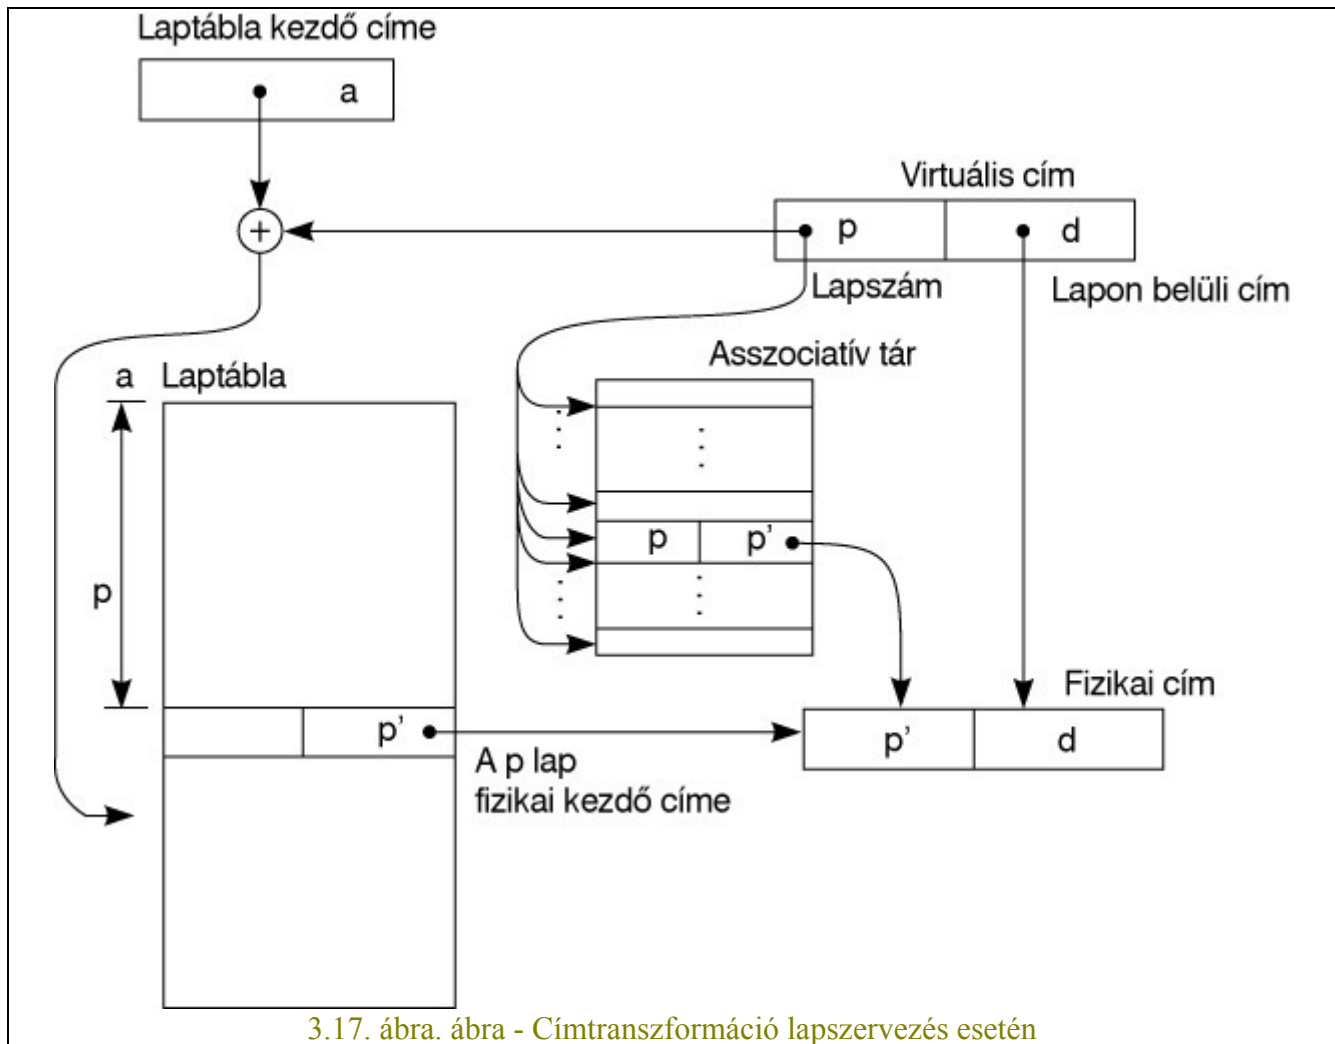 Laptábla kezdő címe
a
Virtuális cím
+
p
d
Lapszám
Lapon belüli cím
Asszociatív tár
a
Laptábla
p
p'
p
Fizikai cím
p'
p'
d
A p lap
fizikai kezdő címe
3.17. ábra. ábra - Címtranszformáció lapszervezés esetén